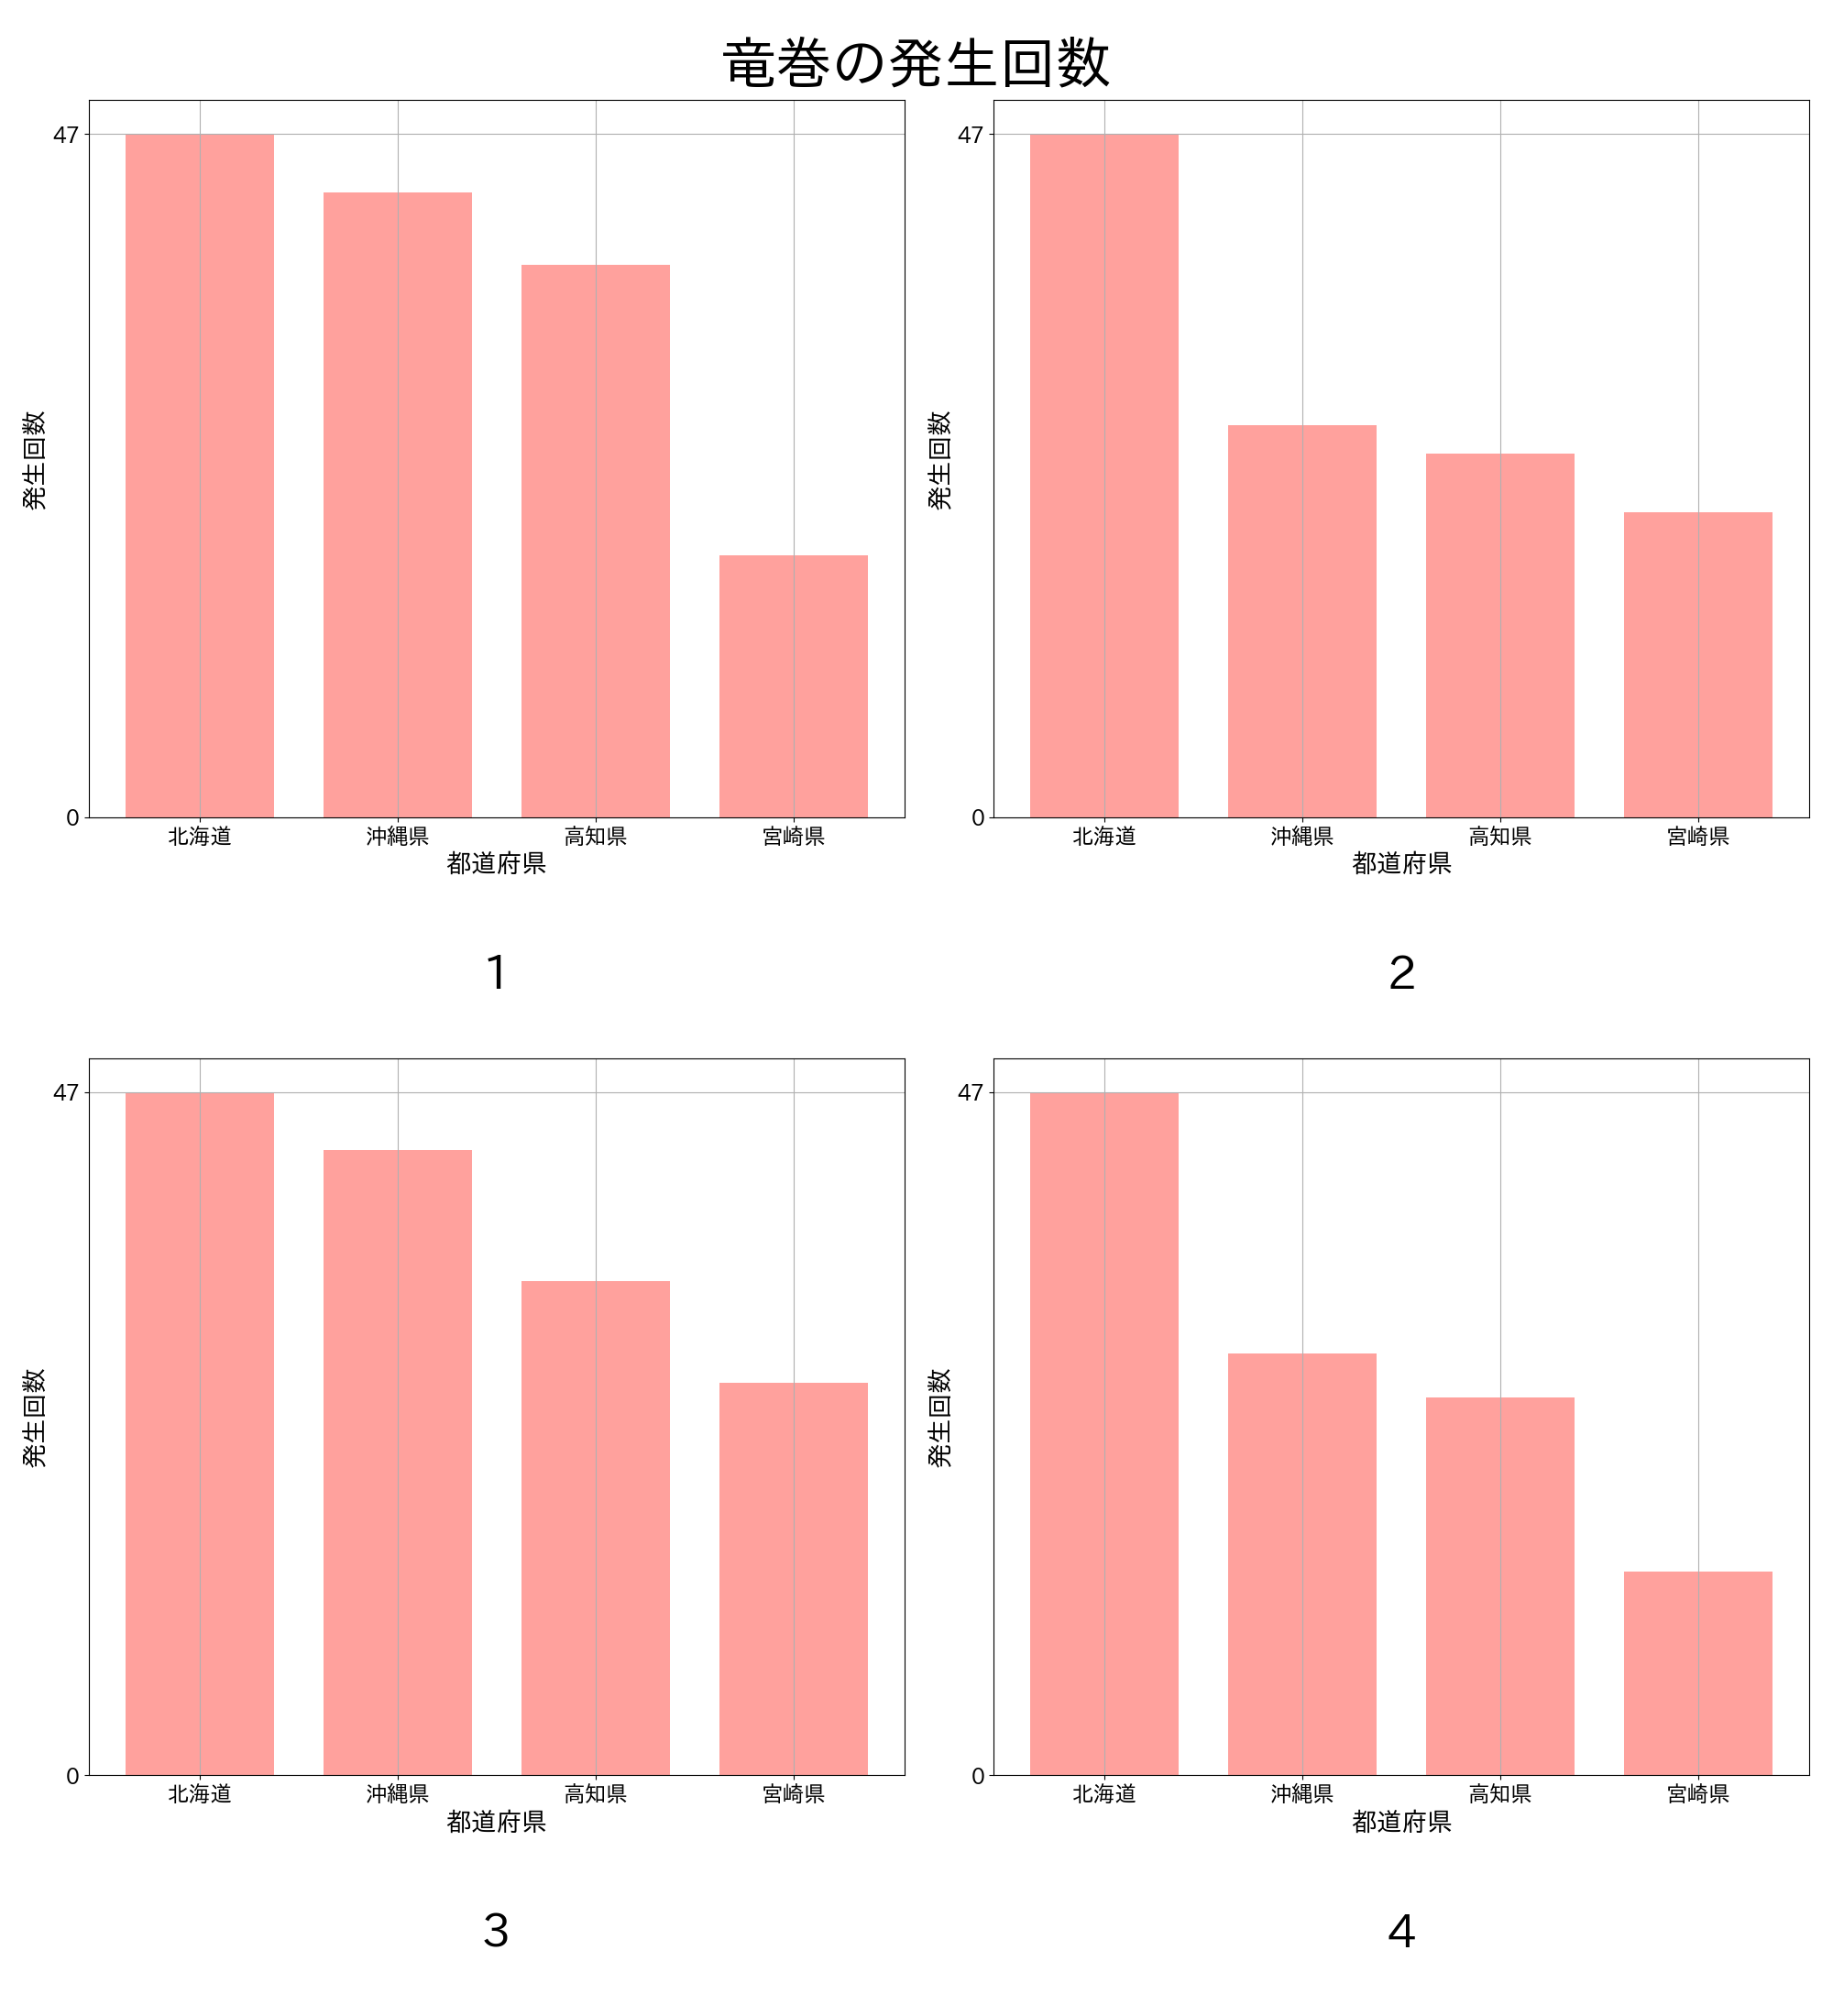 竜巻の発生回数
47
0
発生回数
北海道 沖縄県 高知県 宮崎県
都道府県
1
47
0
発生回数
北海道 沖縄県 高知県 宮崎県
都道府県
2
47
0
発生回数
北海道 沖縄県 高知県 宮崎県
都道府県
3
47
0
発生回数
北海道 沖縄県 高知県 宮崎県
都道府県
4